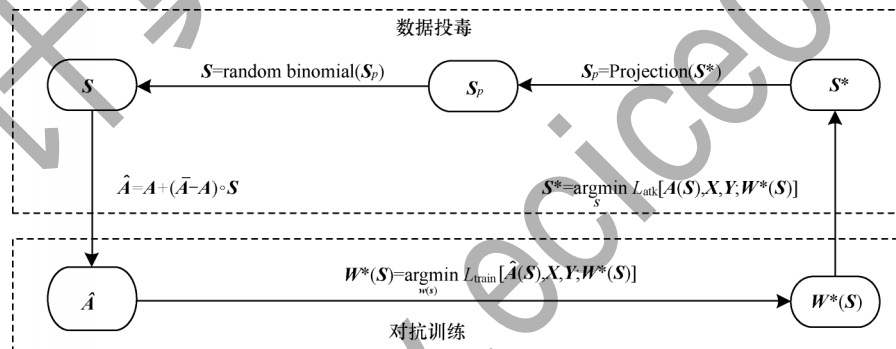 数据投毒
S S=random binomial(Sp) Sp Sp=Projection(S*) S*
Â=A+(Ā−A)∘S S*=argmin Latk[A(S),X,Y;W*(S)]
S
W*(S)=argmin Ltrain[Â(S),X,Y;W*(S)]
w(s)
Â W*(S)
对抗训练